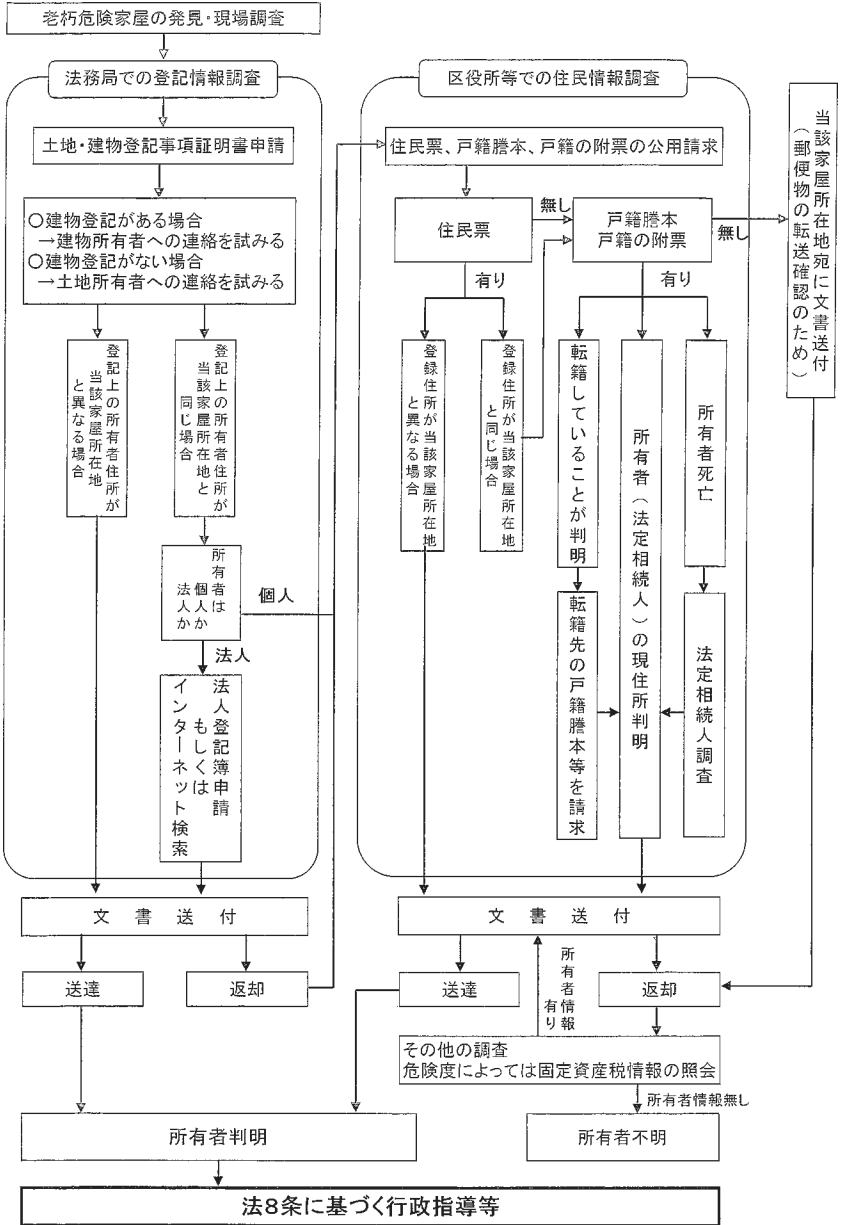 老朽危険家屋の発見・現場調査
法務局での登記情報調査
土地・建物登記事項証明書申請
〇建物登記がある場合
→建物所有者への連絡を試みる
〇建物登記がない場合
→土地所有者への連絡を試みる
登記上の所有者住所が
当該家屋所在地
と異なる場合
登記上の所有者住所が
当該家屋所在地と
同じ場合
所有者は
個人か
法人か
個人
法人
法人登記簿申請
もしくは
インターネット検索
文書送付
送達
返却
区役所等での住民情報調査
住民票、戸籍謄本、戸籍の附票の公用請求
住民票
無し
戸籍謄本
戸籍の附票
無し
有り
有り
登録住所が当該家屋所在地
と異なる場合
登録住所が当該家屋所在地
と同じ場合
転籍していることが判明
転籍先の戸籍謄本等を請求
所有者（法定相続人）の現住所判明
所有者死亡
法定相続人調査
当該家屋所在地宛に文書送付
（郵便物の転送確認のため）
文書送付
送達
所有者情報
有り
返却
その他の調査
危険度によっては固定資産税情報の照会
所有者情報無し
所有者判明
所有者不明
法８条に基づく行政指導等